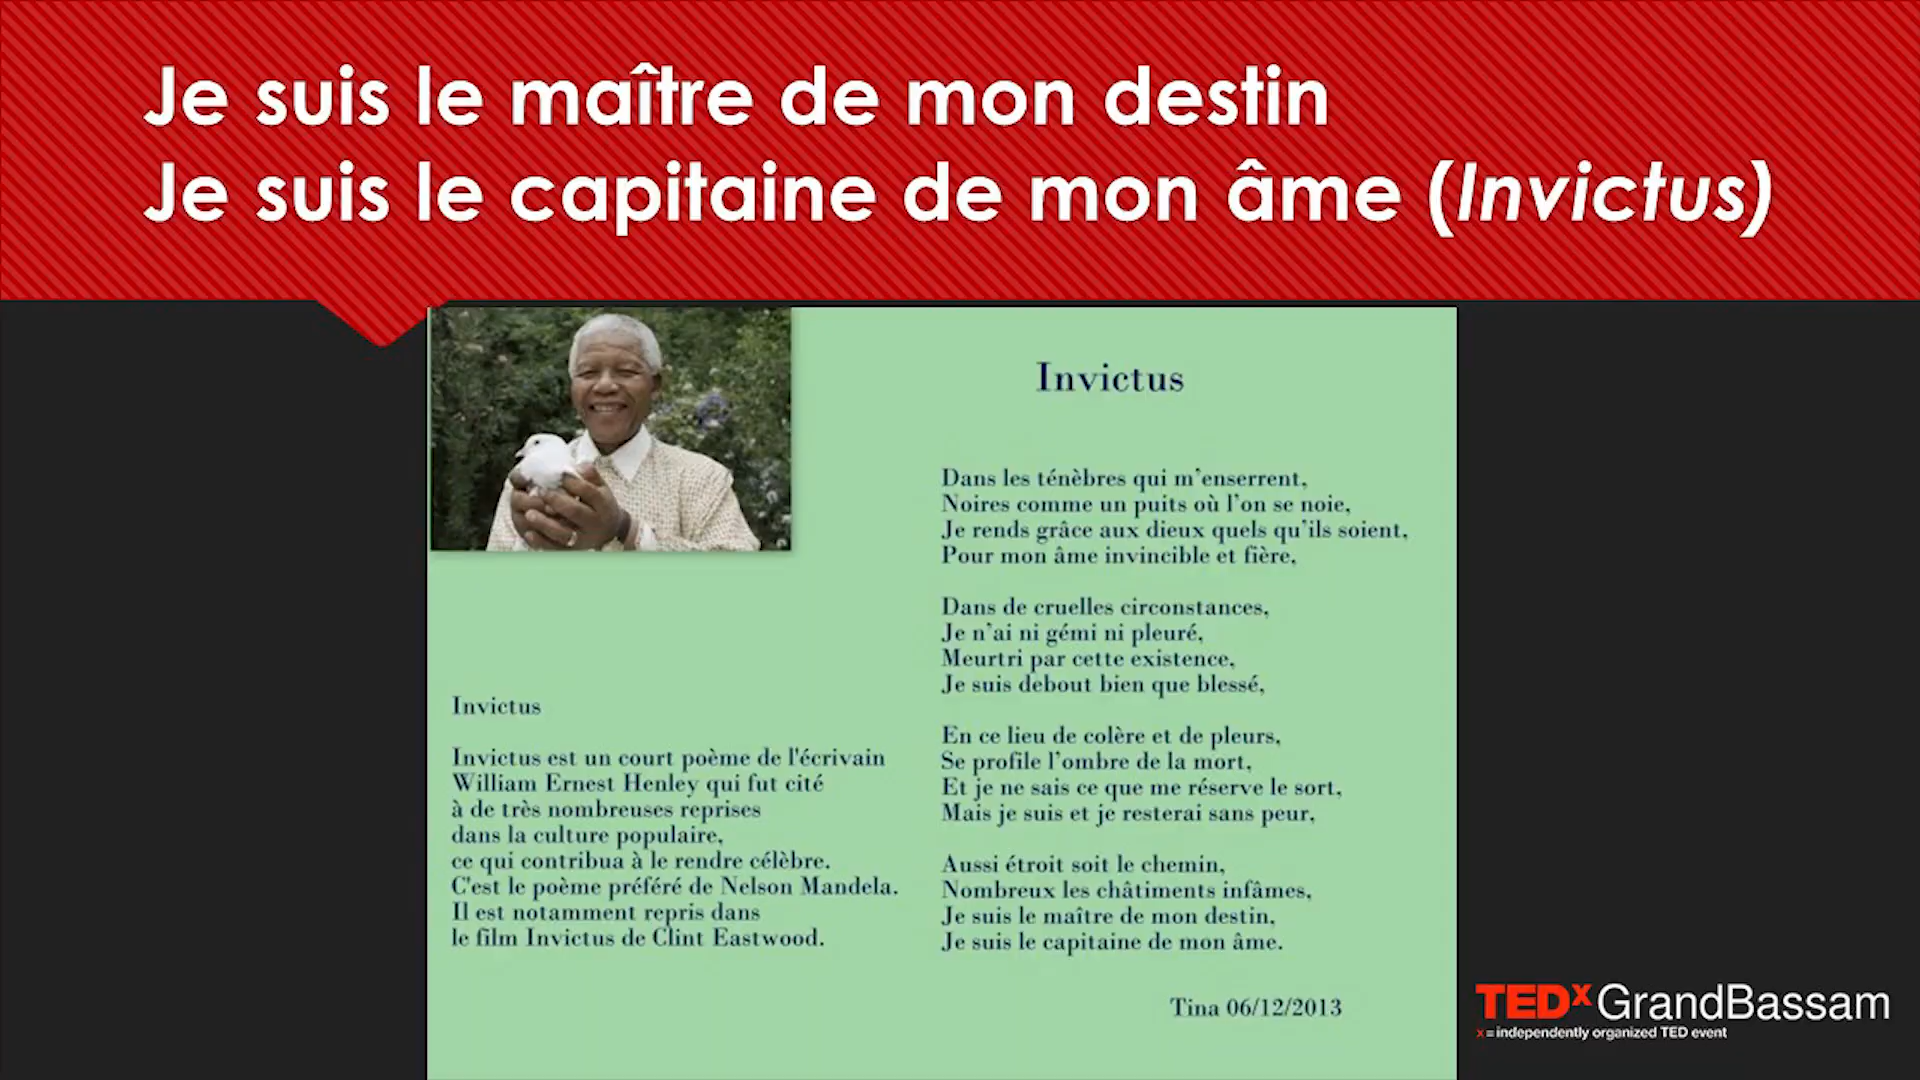 Je suis le maître de mon destin
Je suis le capitaine de mon âme (Invictus)
Invictus
Invictus est un court poème de l'écrivain
William Ernest Henley qui fut cité
à de très nombreuses reprises
dans la culture populaire,
ce qui contribua à le rendre célèbre.
C'est le poème préféré de Nelson Mandela.
Il est notamment repris dans
le film Invictus de Clint Eastwood.
Invictus
Dans les ténèbres qui m'enserrent,
Noires comme un puits où l'on se noie,
Je rends grâce aux dieux quels qu'ils soient,
Pour mon âme invincible et fière,
Dans de cruelles circonstances,
Je n'ai ni gémi ni pleuré,
Meurtri par cette existence,
Je suis debout bien que blessé,
En ce lieu de colère et de pleurs,
Se profile l'ombre de la mort,
Et je ne sais ce que me réserve le sort,
Mais je suis et je resterai sans peur,
Aussi étroit soit le chemin,
Nombreux les châtiments infâmes,
Je suis le maître de mon destin,
Je suis le capitaine de mon âme.
Tina 06/12/2013
TEDxGrandBassam
x = independently organized TED event